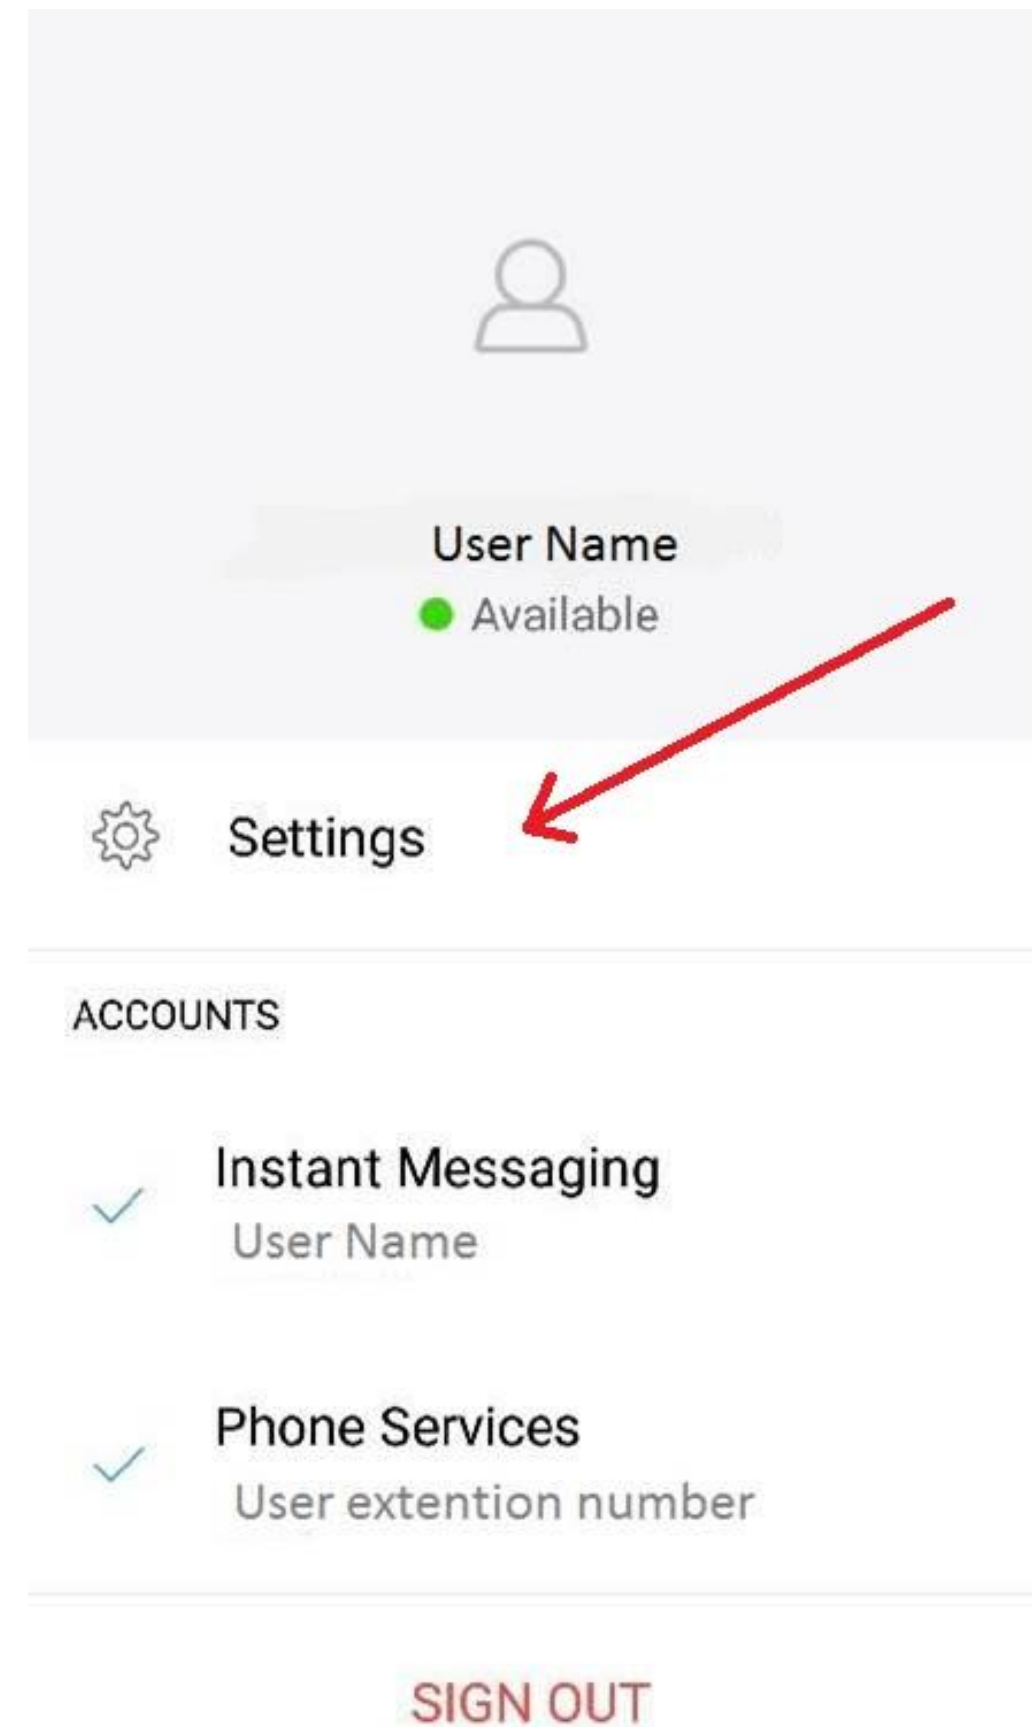 User Name
Available
Settings
ACCOUNTS
Instant Messaging
User Name
Phone Services
User extention number
SIGN OUT